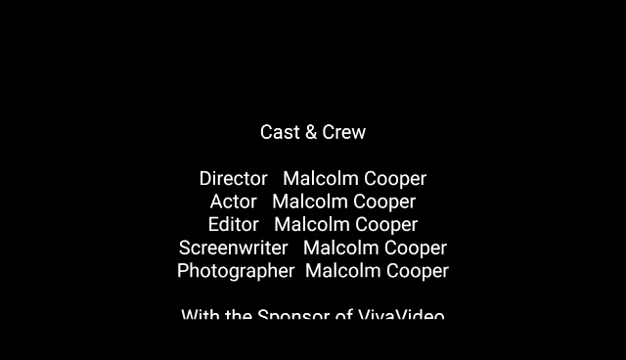 Cast & Crew
Director Malcolm Cooper
Actor Malcolm Cooper
Editor Malcolm Cooper
Screenwriter Malcolm Cooper
Photographer Malcolm Cooper
With the Sponsor of VivaVideo